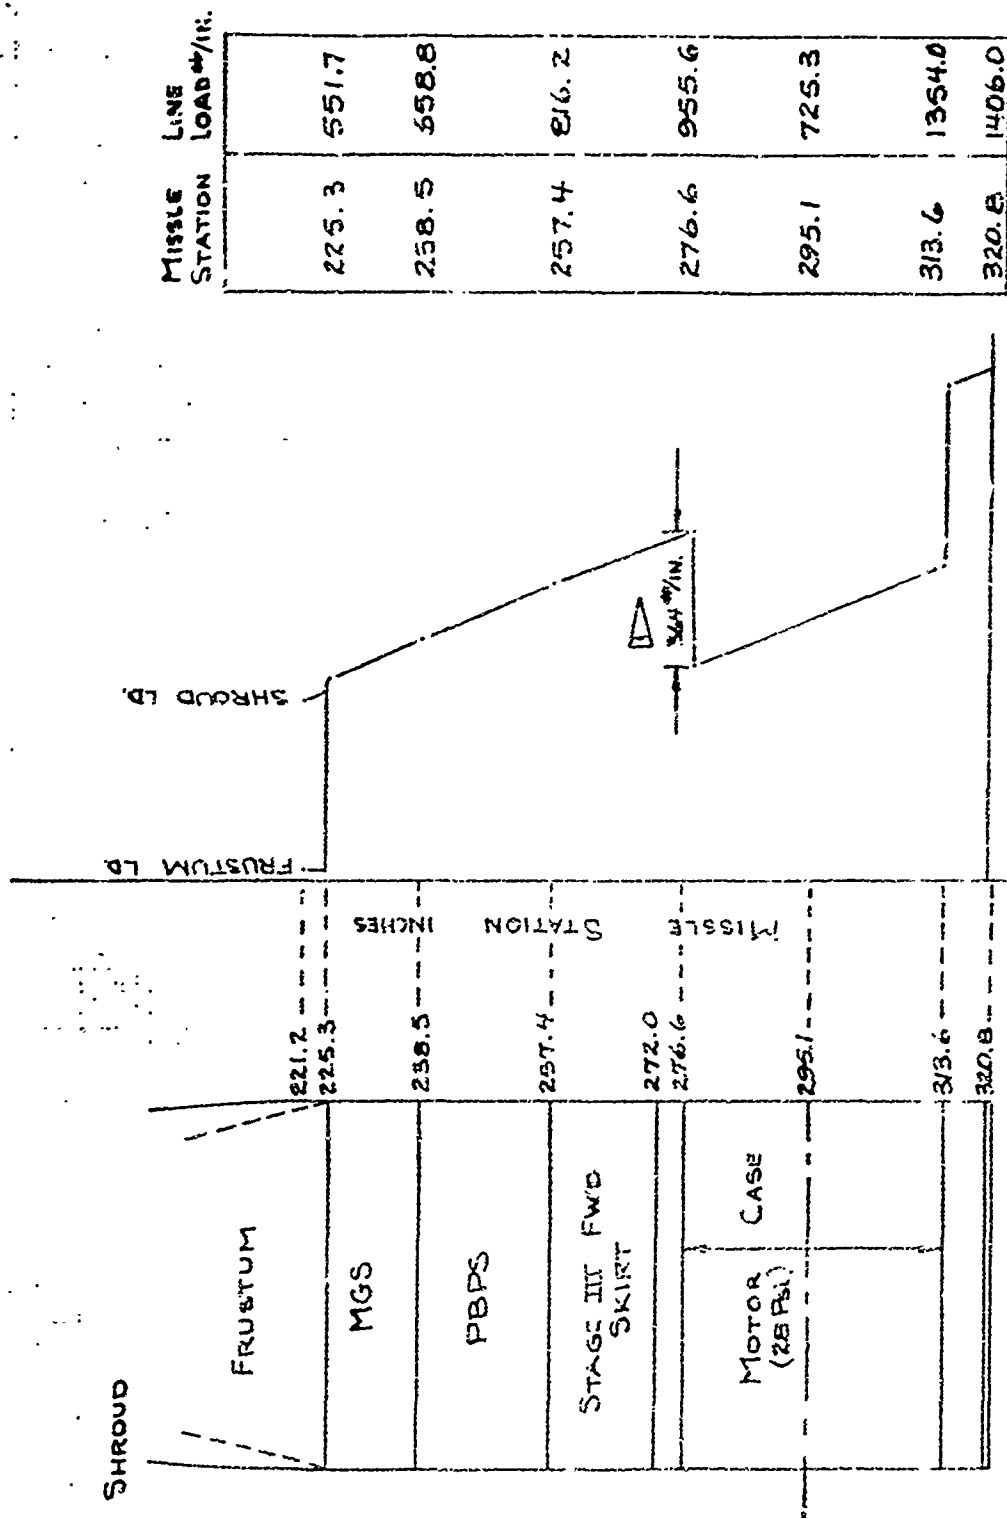 SHROUD
FRUSTUM
MGS
PBPS
STAGE III FW'D
SKIRT
MOTOR CASE
(28 PSI)
221.2
225.3
238.5
257.4
272.0
276.6
295.1
313.6
320.8
MISSLE STATION INCHES
FRUSTUM LD.
SHROUD LD.
364 #/IN.
MISSLE LINE
STATION LOAD #/IN.
225.3 551.7
238.5 658.8
257.4 816.2
276.6 955.6
295.1 725.3
313.6 1354.0
320.8 1406.0